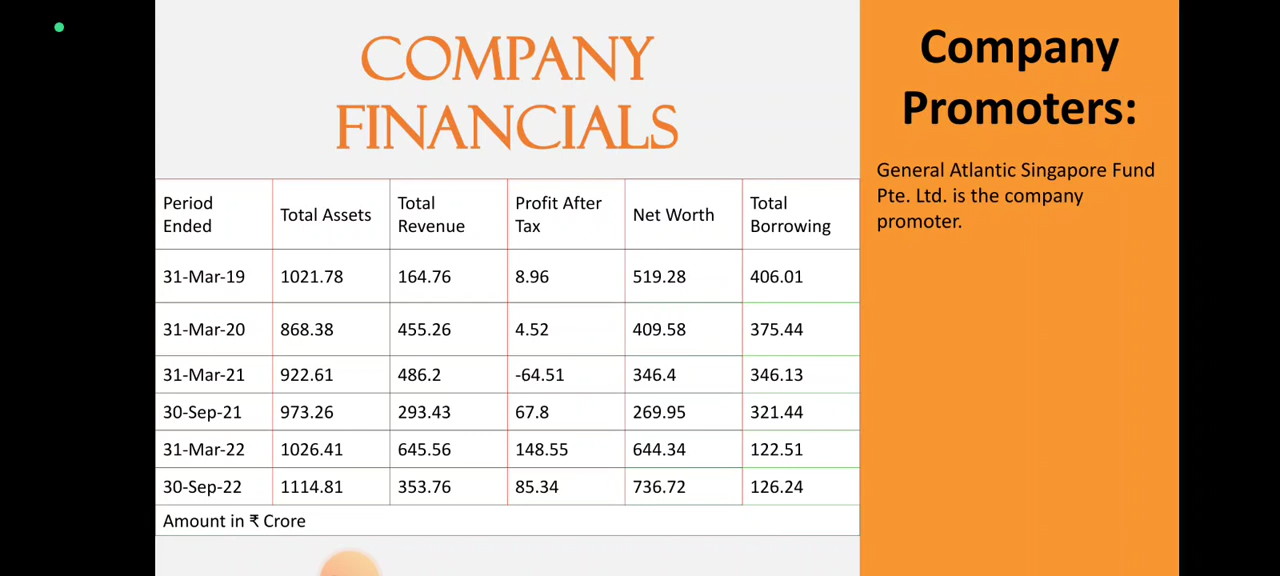 COMPANY
FINANCIALS
Period Ended Total Assets Total Revenue Profit After Tax Net Worth Total Borrowing
31-Mar-19 1021.78 164.76 8.96 519.28 406.01
31-Mar-20 868.38 455.26 4.52 409.58 375.44
31-Mar-21 922.61 486.2 -64.51 346.4 346.13
30-Sep-21 973.26 293.43 67.8 269.95 321.44
31-Mar-22 1026.41 645.56 148.55 644.34 122.51
30-Sep-22 1114.81 353.76 85.34 736.72 126.24
Amount in ₹ Crore
Company
Promoters:
General Atlantic Singapore Fund
Pte. Ltd. is the company
promoter.